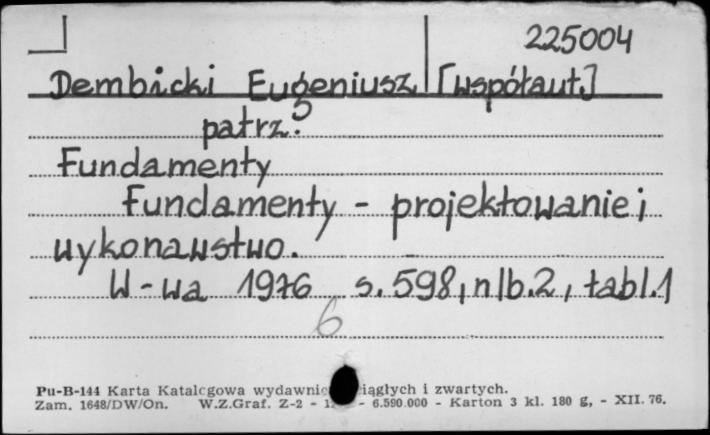 225004
Dembicki Eugeniusz [współaut.]
patrz:
Fundamenty
Fundamenty - projektowanie i
wykonawstwo.
W-wa 1976 s. 598, nlb. 2, tabl. 1
6
Pu-B-144 Karta Katalogowa ciągłych i zwartych.
Zam. 1648/DW/On. W.Z.Graf. Z-2 - - 6.590.000 - Karton 3 kl. 180 g, - XII. 76.